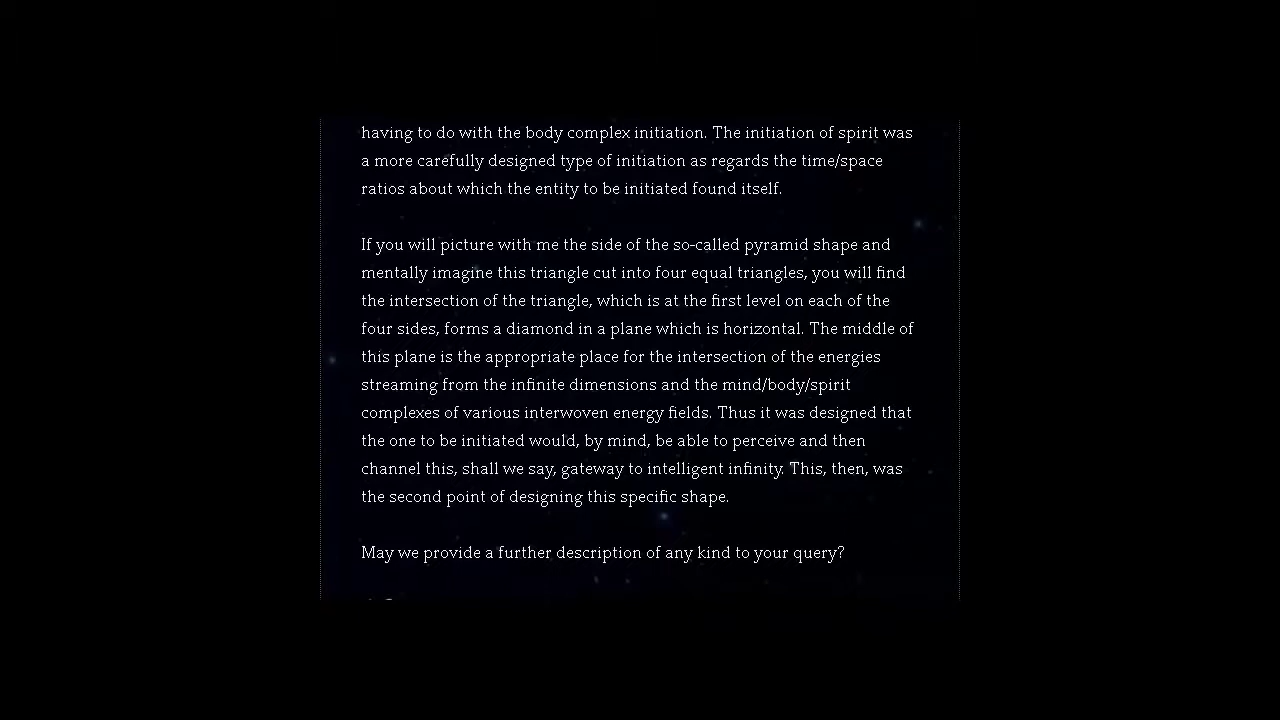 having to do with the body complex initiation. The initiation of spirit was
a more carefully designed type of initiation as regards the time/space
ratios about which the entity to be initiated found itself.
If you will picture with me the side of the so-called pyramid shape and
mentally imagine this triangle cut into four equal triangles, you will find
the intersection of the triangle, which is at the first level on each of the
four sides, forms a diamond in a plane which is horizontal. The middle of
this plane is the appropriate place for the intersection of the energies
streaming from the infinite dimensions and the mind/body/spirit
complexes of various interwoven energy fields. Thus it was designed that
the one to be initiated would, by mind, be able to perceive and then
channel this, shall we say, gateway to intelligent infinity. This, then, was
the second point of designing this specific shape.
May we provide a further description of any kind to your query?